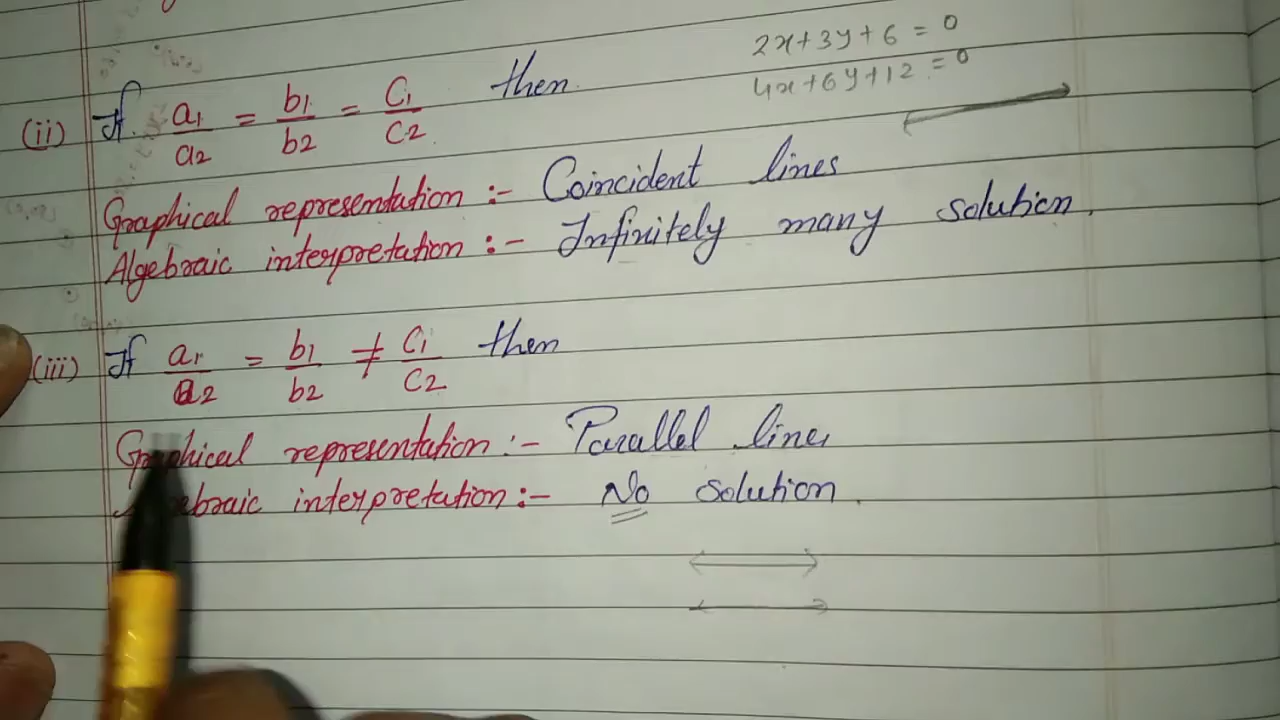 2x+3y+6 = 0
4x+6y+12 = 0
(ii) If a1/a2 = b1/b2 = C1/C2 then
Graphical representation :- Coincident lines
Algebraic interpretation :- Infinitely many solution.
(iii) If a1/a2 = b1/b2 ≠ C1/C2 then
Graphical representation :- Parallel lines
interpretation :- No solution.